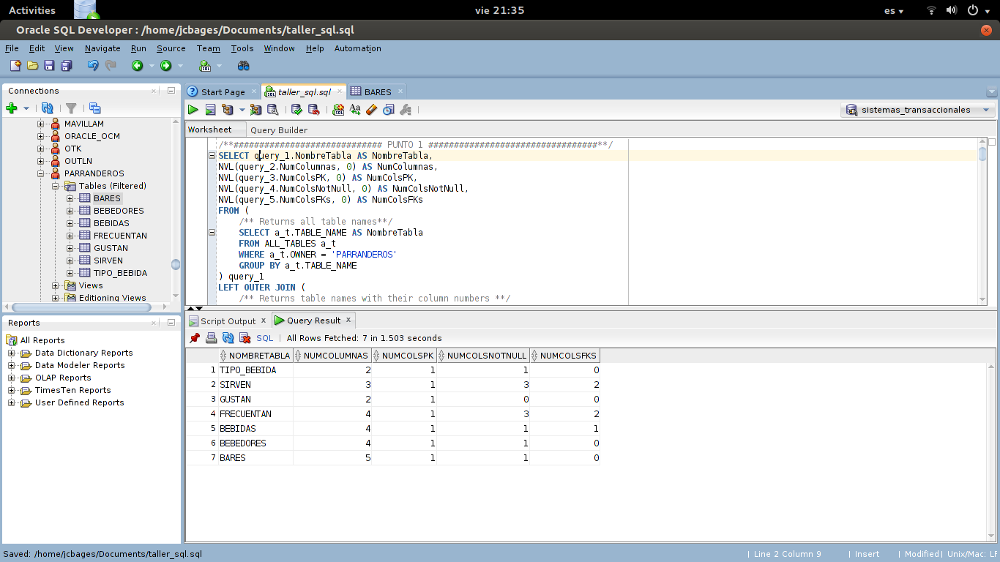 Activities
vie 21:35
es
Oracle SQL Developer : /home/jcbages/Documents/taller_sql.sql
File Edit View Navigate Run Source Team Tools Window Help Automation
Connections
MAVILLAM
ORACLE_OCM
OTK
OUTLN
PARRANDEROS
Tables (Filtered)
BARES
BEBEDORES
BEBIDAS
FRECUENTAN
GUSTAN
SIRVEN
TIPO_BEBIDA
Views
Editioning Views
Reports
All Reports
Data Dictionary Reports
Data Modeler Reports
OLAP Reports
TimesTen Reports
User Defined Reports
Start Page
taller_sql.sql
BARES
sistemas_transaccionales
Worksheet Query Builder
/**############################# PUNTO 1 #################################**/
SELECT query_1.NombreTabla AS NombreTabla,
NVL(query_2.NumColumnas, 0) AS NumColumnas,
NVL(query_3.NumColsPK, 0) AS NumColsPK,
NVL(query_4.NumColsNotNull, 0) AS NumColsNotNull,
NVL(query_5.NumColsFKs, 0) AS NumColsFKs
FROM (
/** Returns all table names**/
SELECT a_t.TABLE_NAME AS NombreTabla
FROM ALL_TABLES a_t
WHERE a_t.OWNER = 'PARRANDEROS'
GROUP BY a_t.TABLE_NAME
) query_1
LEFT OUTER JOIN (
/** Returns table names with their column numbers **/
Script Output x Query Result x
SQL | All Rows Fetched: 7 in 1.503 seconds
NOMBRETABLA NUMCOLUMNAS NUMCOLSPK NUMCOLSNOTNULL NUMCOLSFKS
1 TIPO_BEBIDA 2 1 1 0
2 SIRVEN 3 1 3 2
3 GUSTAN 2 1 0 0
4 FRECUENTAN 4 1 3 2
5 BEBIDAS 4 1 1 1
6 BEBEDORES 4 1 1 0
7 BARES 5 1 1 0
Saved: /home/jcbages/Documents/taller_sql.sql
| Line 2 Column 9 | Insert | Modified| Unix/Mac: LF